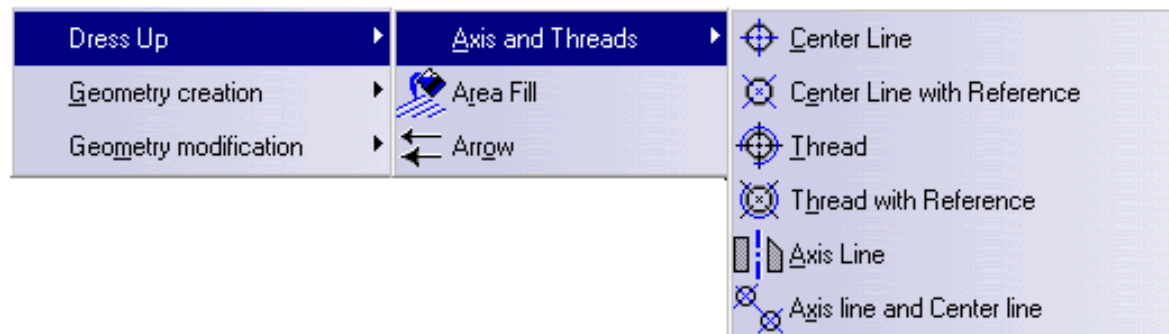 Dress Up
Geometry creation
Geometry modification
Axis and Threads
Area Fill
Arrow
Center Line
Center Line with Reference
Thread
Thread with Reference
Axis Line
Axis line and Center line